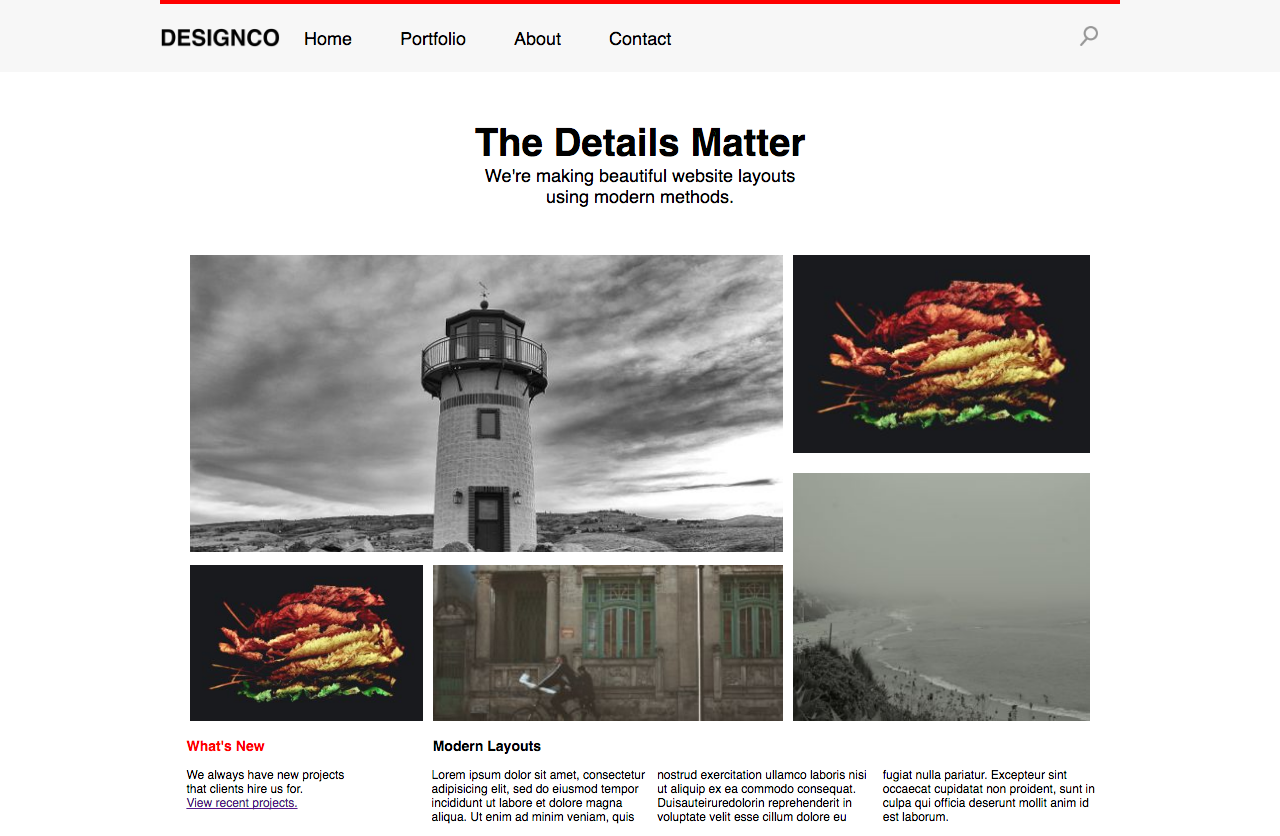 DESIGNCO Home Portfolio About Contact
The Details Matter
We're making beautiful website layouts
using modern methods.
What's New
We always have new projects
that clients hire us for.
View recent projects.
Modern Layouts
Lorem ipsum dolor sit amet, consectetur
adipisicing elit, sed do eiusmod tempor
incididunt ut labore et dolore magna
aliqua. Ut enim ad minim veniam, quis
nostrud exercitation ullamco laboris nisi
ut aliquip ex ea commodo consequat.
Duisauteiruredolorin reprehenderit in
voluptate velit esse cillum dolore eu
fugiat nulla pariatur. Excepteur sint
occaecat cupidatat non proident, sunt in
culpa qui officia deserunt mollit anim id
est laborum.